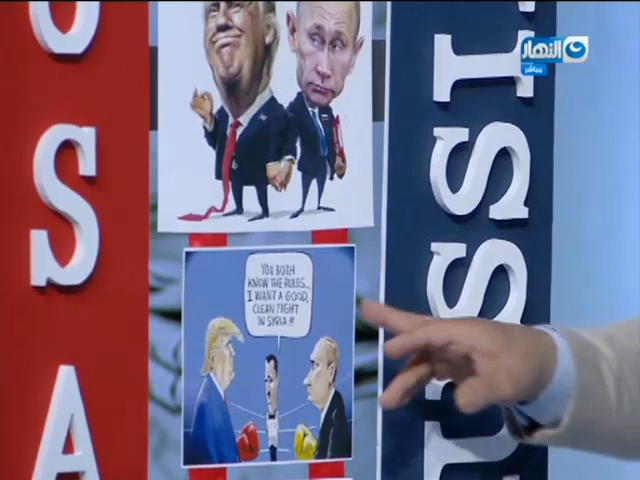 USA
RUSSIA
النهار
مباشر
YOU BOTH
KNOW THE RULES...
I WANT A GOOD,
CLEAN FIGHT
IN SYRIA!!